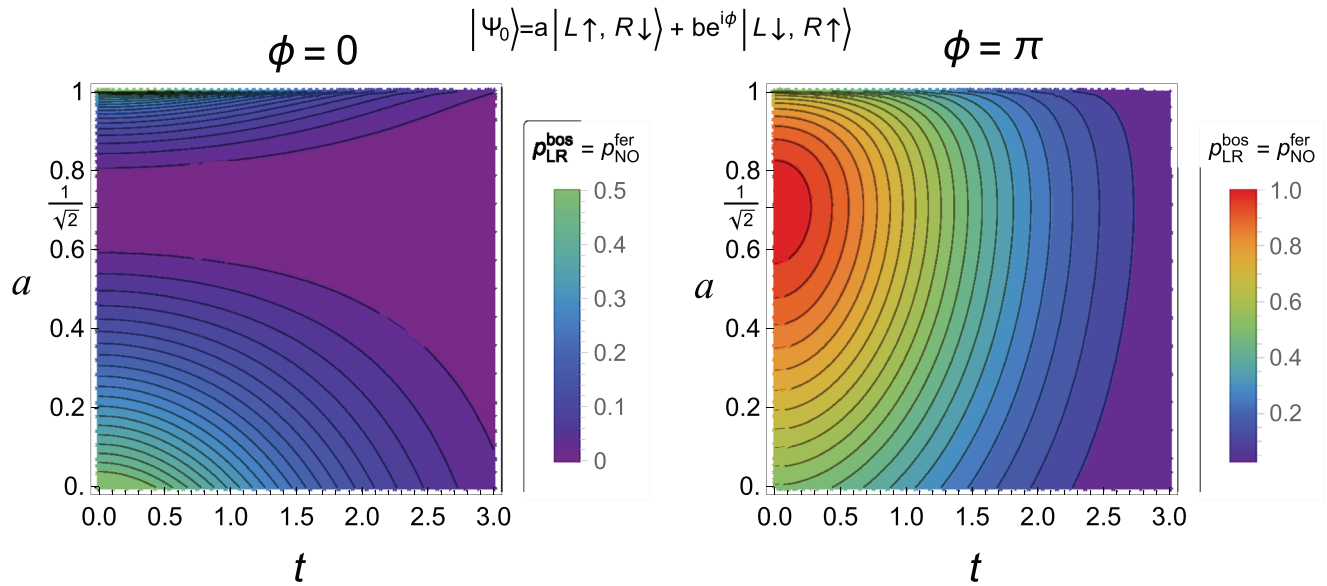 |Ψ₀⟩=a|L↑, R↓⟩ + be^{iϕ}|L↓, R↑⟩
ϕ = 0
1
0.8
1/√2
0.6
0.4
0.2
0.
a
0.0 0.5 1.0 1.5 2.0 2.5 3.0
t
p_LR^bos = p_NO^fer
0.5
0.4
0.3
0.2
0.1
0
ϕ = π
1
0.8
1/√2
0.6
0.4
0.2
0.
a
0.0 0.5 1.0 1.5 2.0 2.5 3.0
t
p_LR^bos = p_NO^fer
1.0
0.8
0.6
0.4
0.2